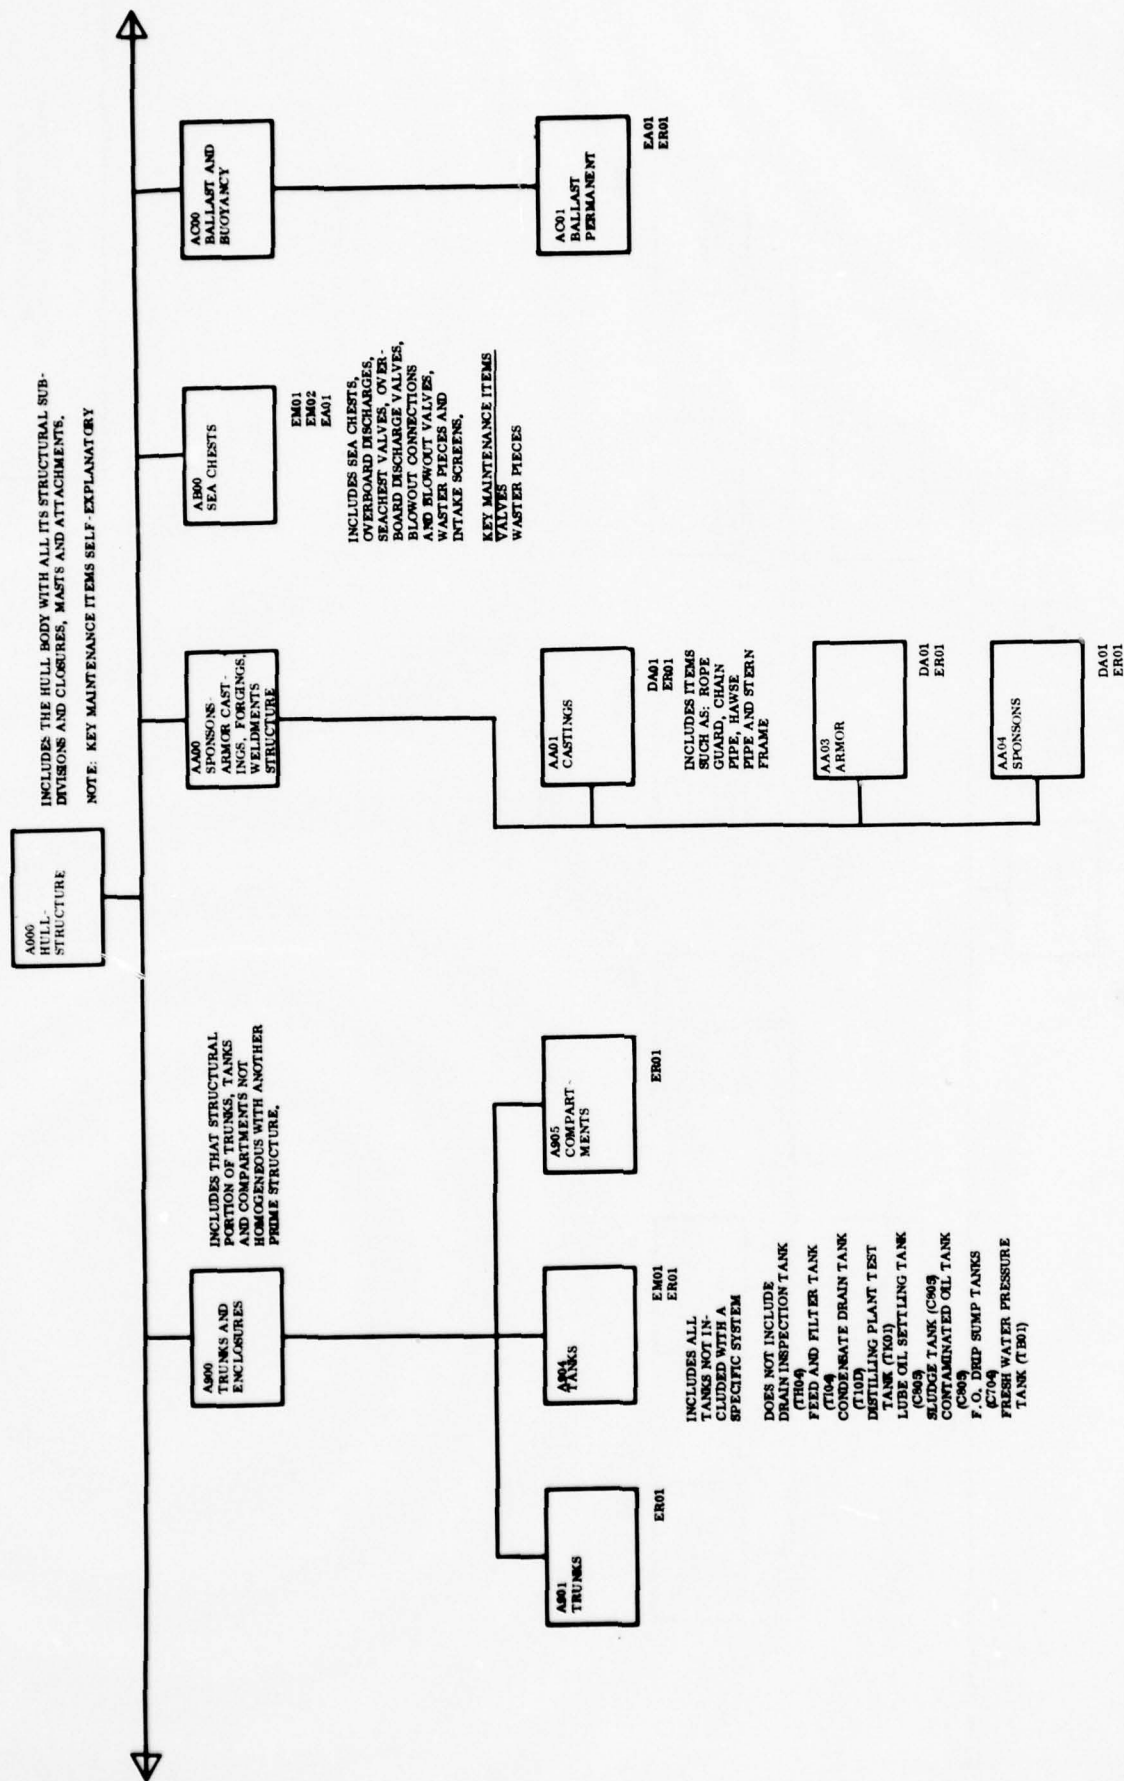 A000
HULL-
STRUCTURE
INCLUDES THE HULL BODY WITH ALL ITS STRUCTURAL SUB-
DIVISIONS AND CLOSURES, MASTS AND ATTACHMENTS.
NOTE: KEY MAINTENANCE ITEMS SELF-EXPLANATORY
A900
TRUNKS AND
ENCLOSURES
INCLUDES THAT STRUCTURAL
PORTION OF TRUNKS, TANKS
AND COMPARTMENTS NOT
HOMOGENEOUS WITH ANOTHER
PRIME STRUCTURE.
A901
TRUNKS
ER01
A904
TANKS
EM01
ER01
INCLUDES ALL
TANKS NOT IN-
CLUDED WITH A
SPECIFIC SYSTEM
DOES NOT INCLUDE
DRAIN INSPECTION TANK
(TH04)
FEED AND FILTER TANK
(TI04)
CONDENSATE DRAIN TANK
(T10D)
DISTILLING PLANT TEST
TANK (TK01)
LUBE OIL SETTLING TANK
(C805)
SLUDGE TANK (C805)
CONTAMINATED OIL TANK
(C805)
F. O. DRIP SUMP TANKS
(C704)
FRESH WATER PRESSURE
TANK (TB01)
A905
COMPART-
MENTS
ER01
AA00
SPONSONS-
ARMOR CAST-
INGS, FORGINGS,
WELDMENTS
STRUCTURE
AA01
CASTINGS
DA01
ER01
INCLUDES ITEMS
SUCH AS: ROPE
GUARD, CHAIN
PIPE, HAWSE
PIPE AND STERN
FRAME
AA03
ARMOR
DA01
ER01
AA04
SPONSONS
DA01
ER01
AB00
SEA CHESTS
EM01
EM02
EA01
INCLUDES SEA CHESTS,
OVERBOARD DISCHARGES,
SEACHEST VALVES, OVER-
BOARD DISCHARGE VALVES,
BLOWOUT CONNECTIONS
AND BLOWOUT VALVES,
WASTER PIECES AND
INTAKE SCREENS.
KEY MAINTENANCE ITEMS
VALVES
WASTER PIECES
AC00
BALLAST AND
BUOYANCY
AC01
BALLAST
PERMANENT
EA01
ER01